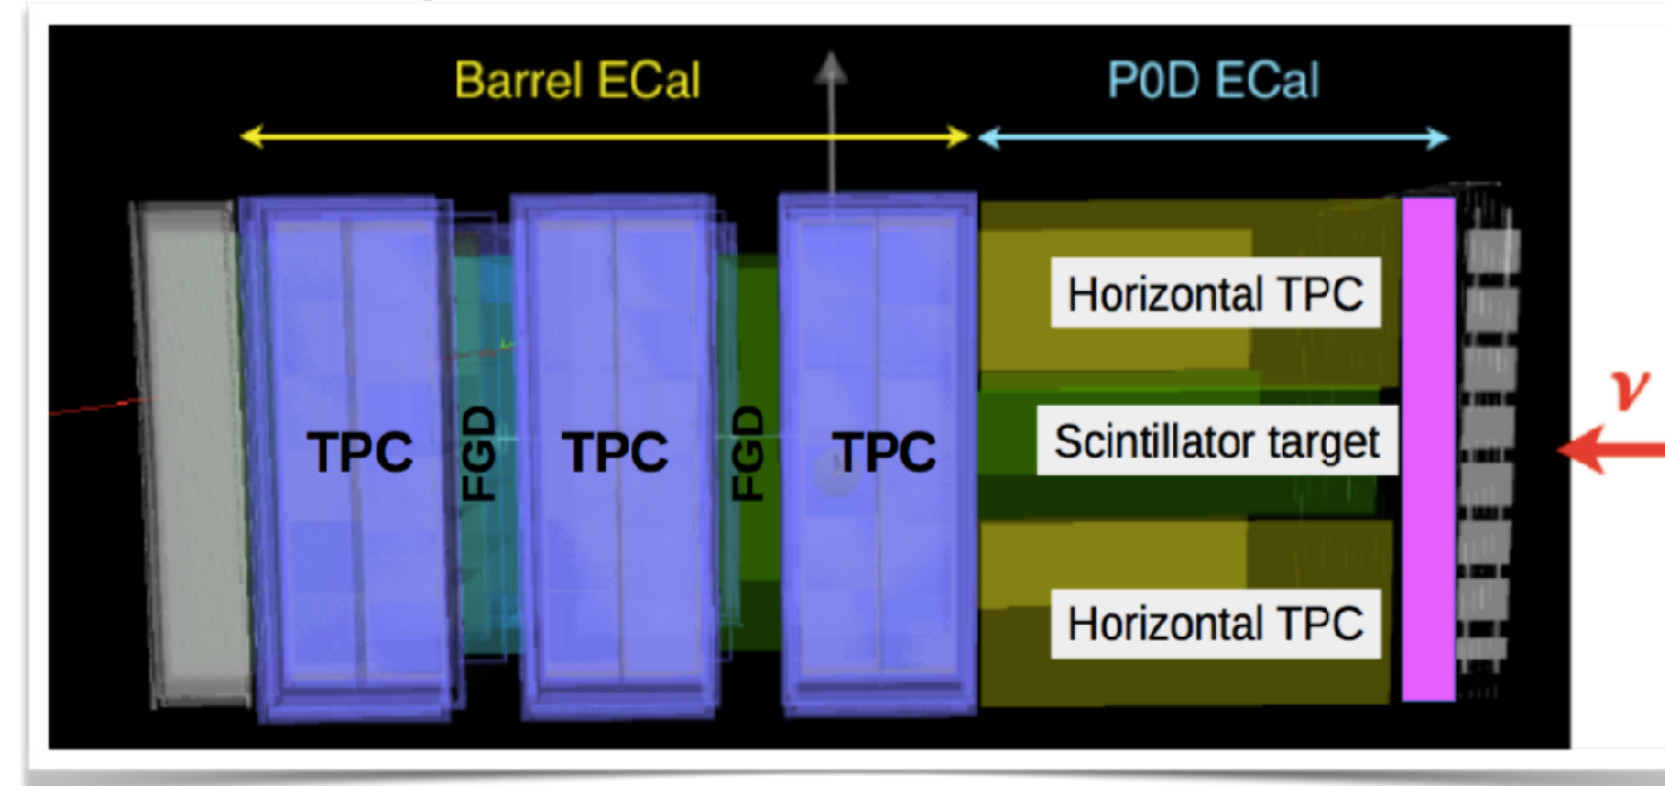 Barrel ECal
P0D ECal
Horizontal TPC
TPC
FGD
TPC
FGD
TPC
Scintillator target
Horizontal TPC
ν